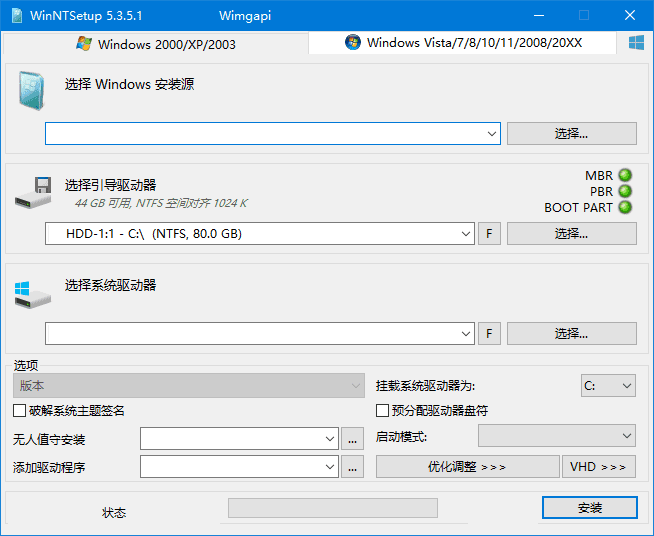 WinNTSetup 5.3.5.1 Wimgapi
Windows 2000/XP/2003 Windows Vista/7/8/10/11/2008/20XX
选择 Windows 安装源
选择...
选择引导驱动器
44 GB 可用, NTFS 空间对齐 1024 K
MBR
PBR
BOOT PART
HDD-1:1 - C:\ (NTFS, 80.0 GB) F 选择...
选择系统驱动器
F 选择...
选项
版本 挂载系统驱动器为: C:
破解系统主题签名 预分配驱动器盘符
无人值守安装 ... 启动模式:
添加驱动程序 ... 优化调整 >>> VHD >>>
状态 安装